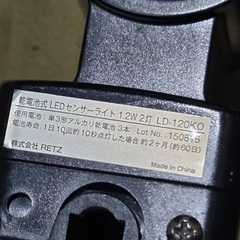 乾電池式 LEDセンサーライト 1.2W 2灯 LD-120KO
使用電池：単3形アルカリ乾電池 3本 Lot No.：150815
電池寿命：1日10回約10秒点灯した場合 約2ヶ月(約60日)
株式会社 RETZ
Made in China